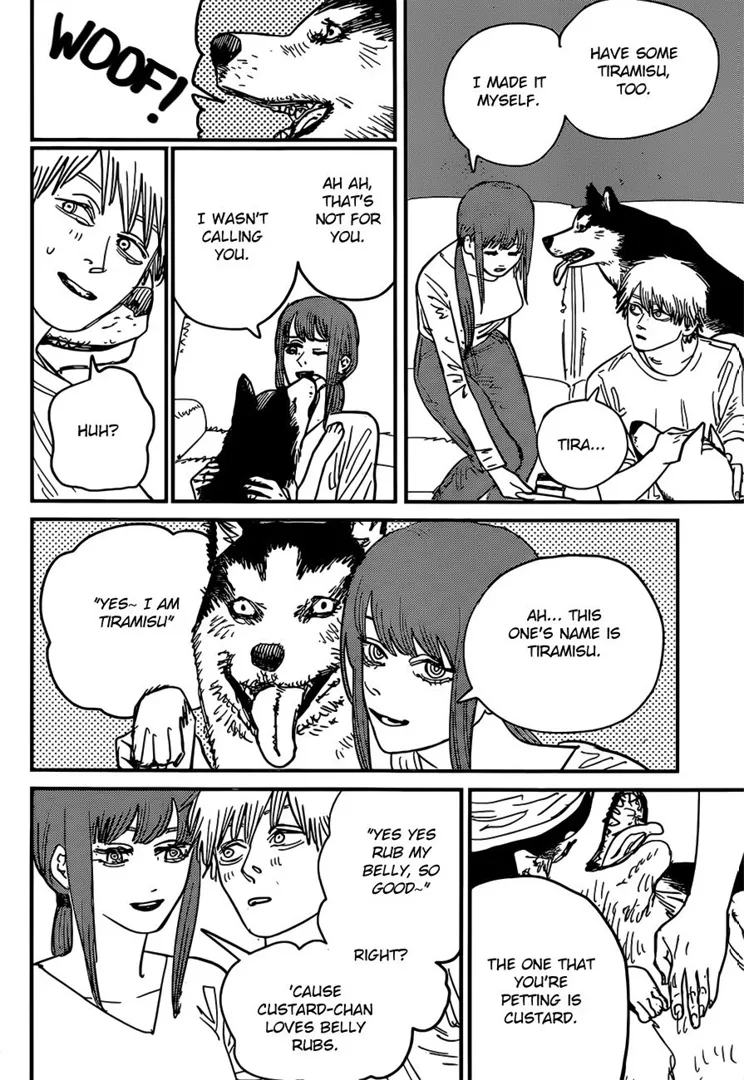 HAVE SOME
TIRAMISU,
TOO.
I MADE IT
MYSELF.
TIRA...
WOOF!
AH AH,
THAT'S
NOT FOR
YOU.
I WASN'T
CALLING
YOU.
HUH?
AH... THIS
ONE'S NAME IS
TIRAMISU.
"YES~ I AM
TIRAMISU"
THE ONE THAT
YOU'RE
PETTING IS
CUSTARD.
"YES YES
RUB MY
BELLY, SO
GOOD~"
RIGHT?
'CAUSE
CUSTARD-CHAN
LOVES BELLY
RUBS.